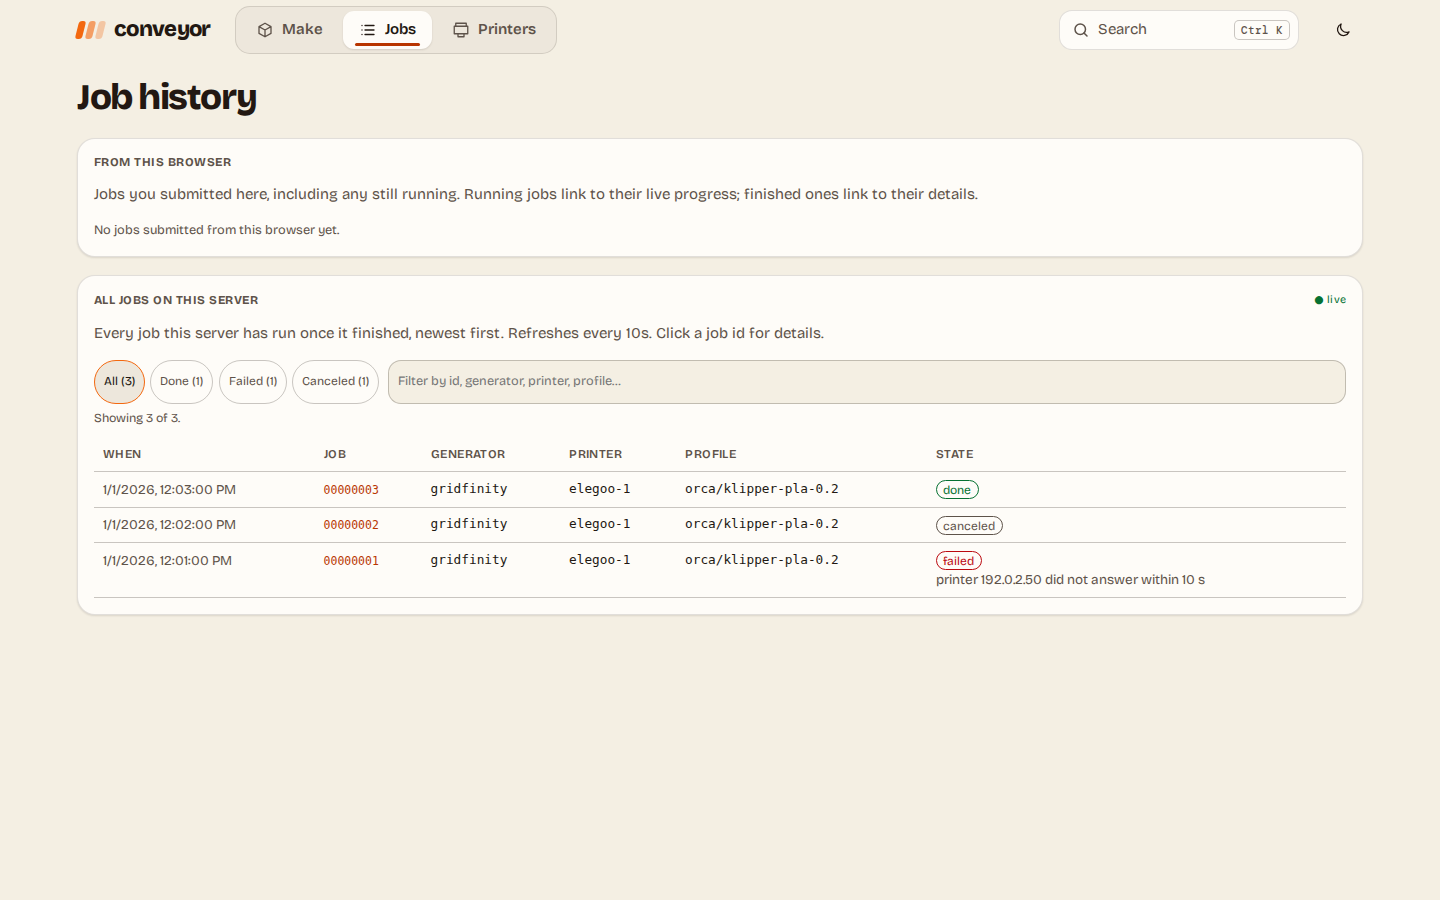 conveyor Make Jobs Printers Search Ctrl K
Job history
FROM THIS BROWSER
Jobs you submitted here, including any still running. Running jobs link to their live progress; finished ones link to their details.
No jobs submitted from this browser yet.
ALL JOBS ON THIS SERVER live
Every job this server has run once it finished, newest first. Refreshes every 10s. Click a job id for details.
All (3) Done (1) Failed (1) Canceled (1) Filter by id, generator, printer, profile...
Showing 3 of 3.
WHEN JOB GENERATOR PRINTER PROFILE STATE
1/1/2026, 12:03:00 PM 00000003 gridfinity elegoo-1 orca/klipper-pla-0.2 done
1/1/2026, 12:02:00 PM 00000002 gridfinity elegoo-1 orca/klipper-pla-0.2 canceled
1/1/2026, 12:01:00 PM 00000001 gridfinity elegoo-1 orca/klipper-pla-0.2 failed
printer 192.0.2.50 did not answer within 10 s